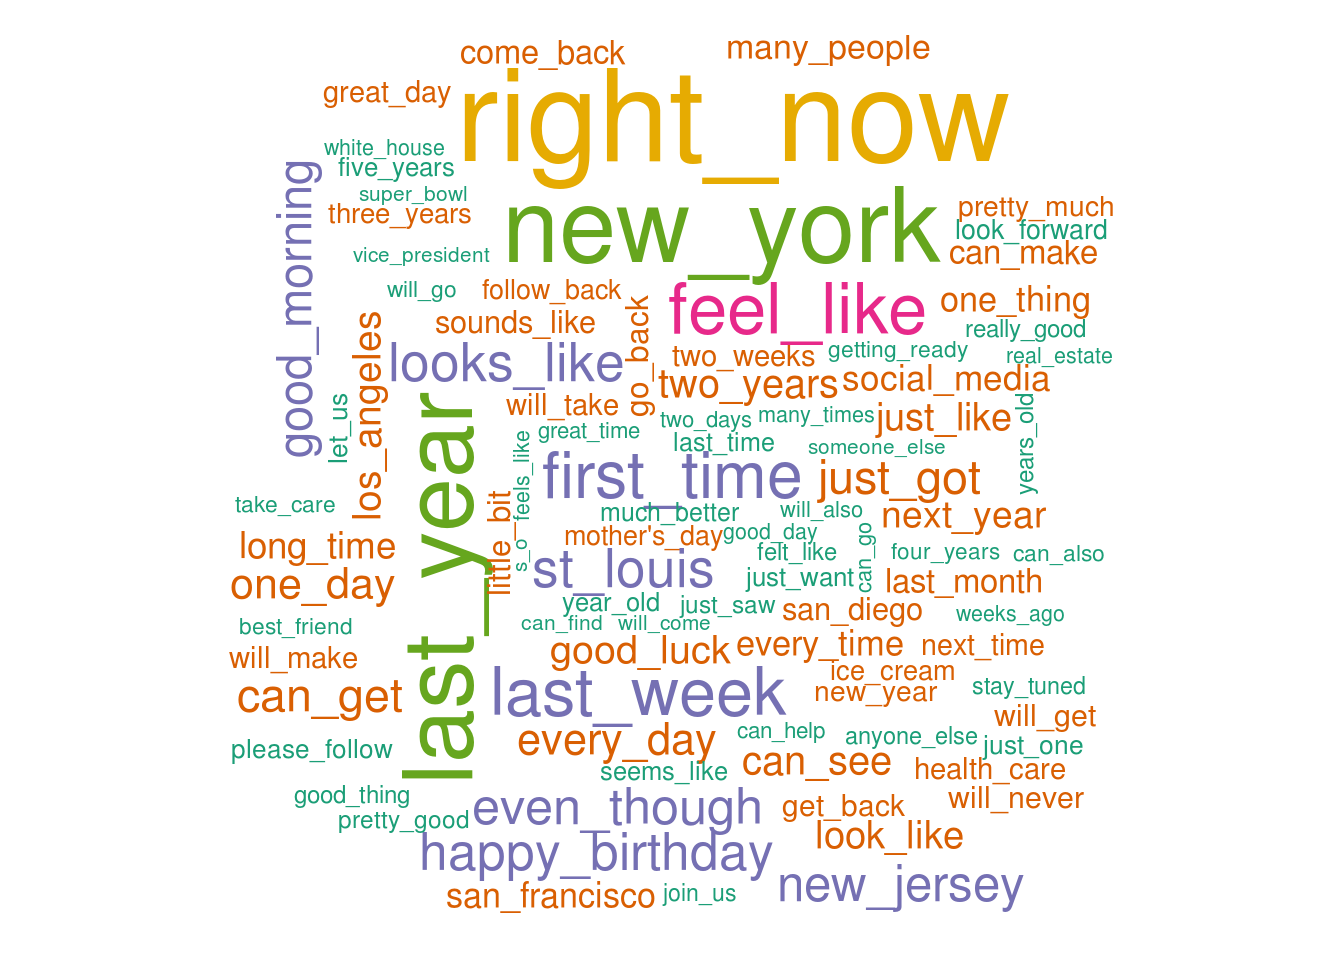 come_back
many_people
great_day
right_now
white_house
five_years
super_bowl
three_years
good_morning
new_york
pretty_much
look_forward
can_make
vice_president
will_go
follow_back
feel_like
one_thing
sounds_like
really_good
go_back
looks_like
two_weeks
getting_ready
real_estate
los_angeles
two_years
social_media
let_us
will_take
two_days
many_times
just_like
years_old
last_year
great_time
last_time
someone_else
feels_like
first_time
just_got
take_care
little_bit
much_better
will_also
next_year
s_o
mother's_day
good_day
long_time
st_louis
felt_like
can_go
four_years
can_also
one_day
just_want
last_month
year_old
just_saw
san_diego
weeks_ago
best_friend
can_find
will_come
will_make
good_luck
every_time
next_time
ice_cream
can_get
last_week
new_year
stay_tuned
will_get
please_follow
every_day
can_help
anyone_else
just_one
seems_like
can_see
health_care
good_thing
even_though
get_back
will_never
pretty_good
look_like
happy_birthday
new_jersey
san_francisco
join_us